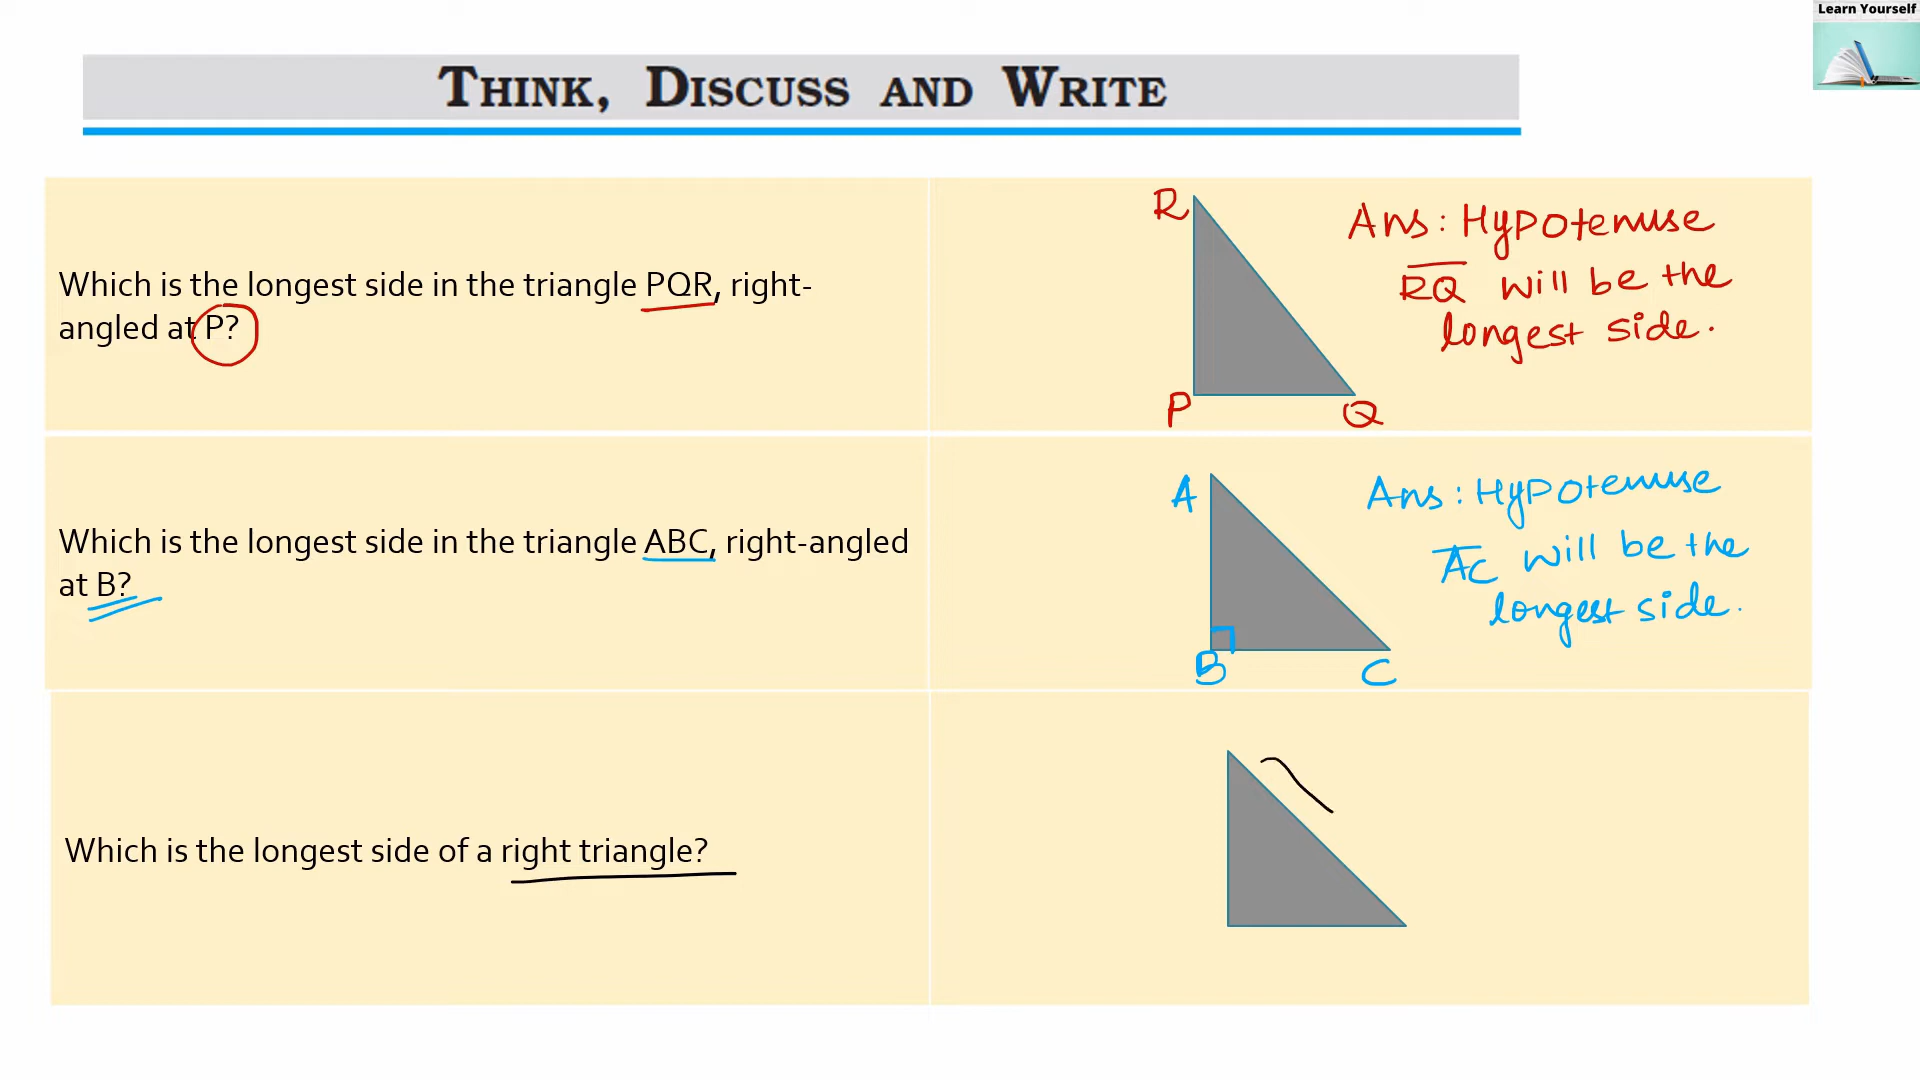 Learn Yourself
THINK, DISCUSS AND WRITE
Which is the longest side in the triangle PQR, right-
angled at P?
R
P
Q
Ans: Hypotenuse
RQ will be the
longest side.
Which is the longest side in the triangle ABC, right-angled
at B?
A
B
C
Ans: Hypotenuse
AC will be the
longest side.
Which is the longest side of a right triangle?